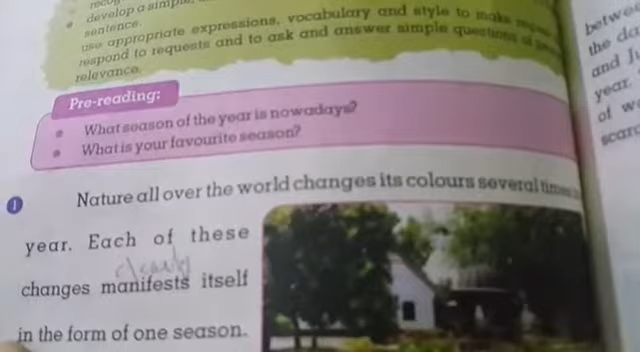 develop a simple
sentence.
use appropriate expressions, vocabulary and style to make
respond to requests and to ask and answer simple questions of
relevance.
Pre-reading:
What season of the year is nowadays?
What is your favourite season?
1 Nature all over the world changes its colours several times
year. Each of these
clearly
changes manifests itself
in the form of one season.
the
and
year.
of